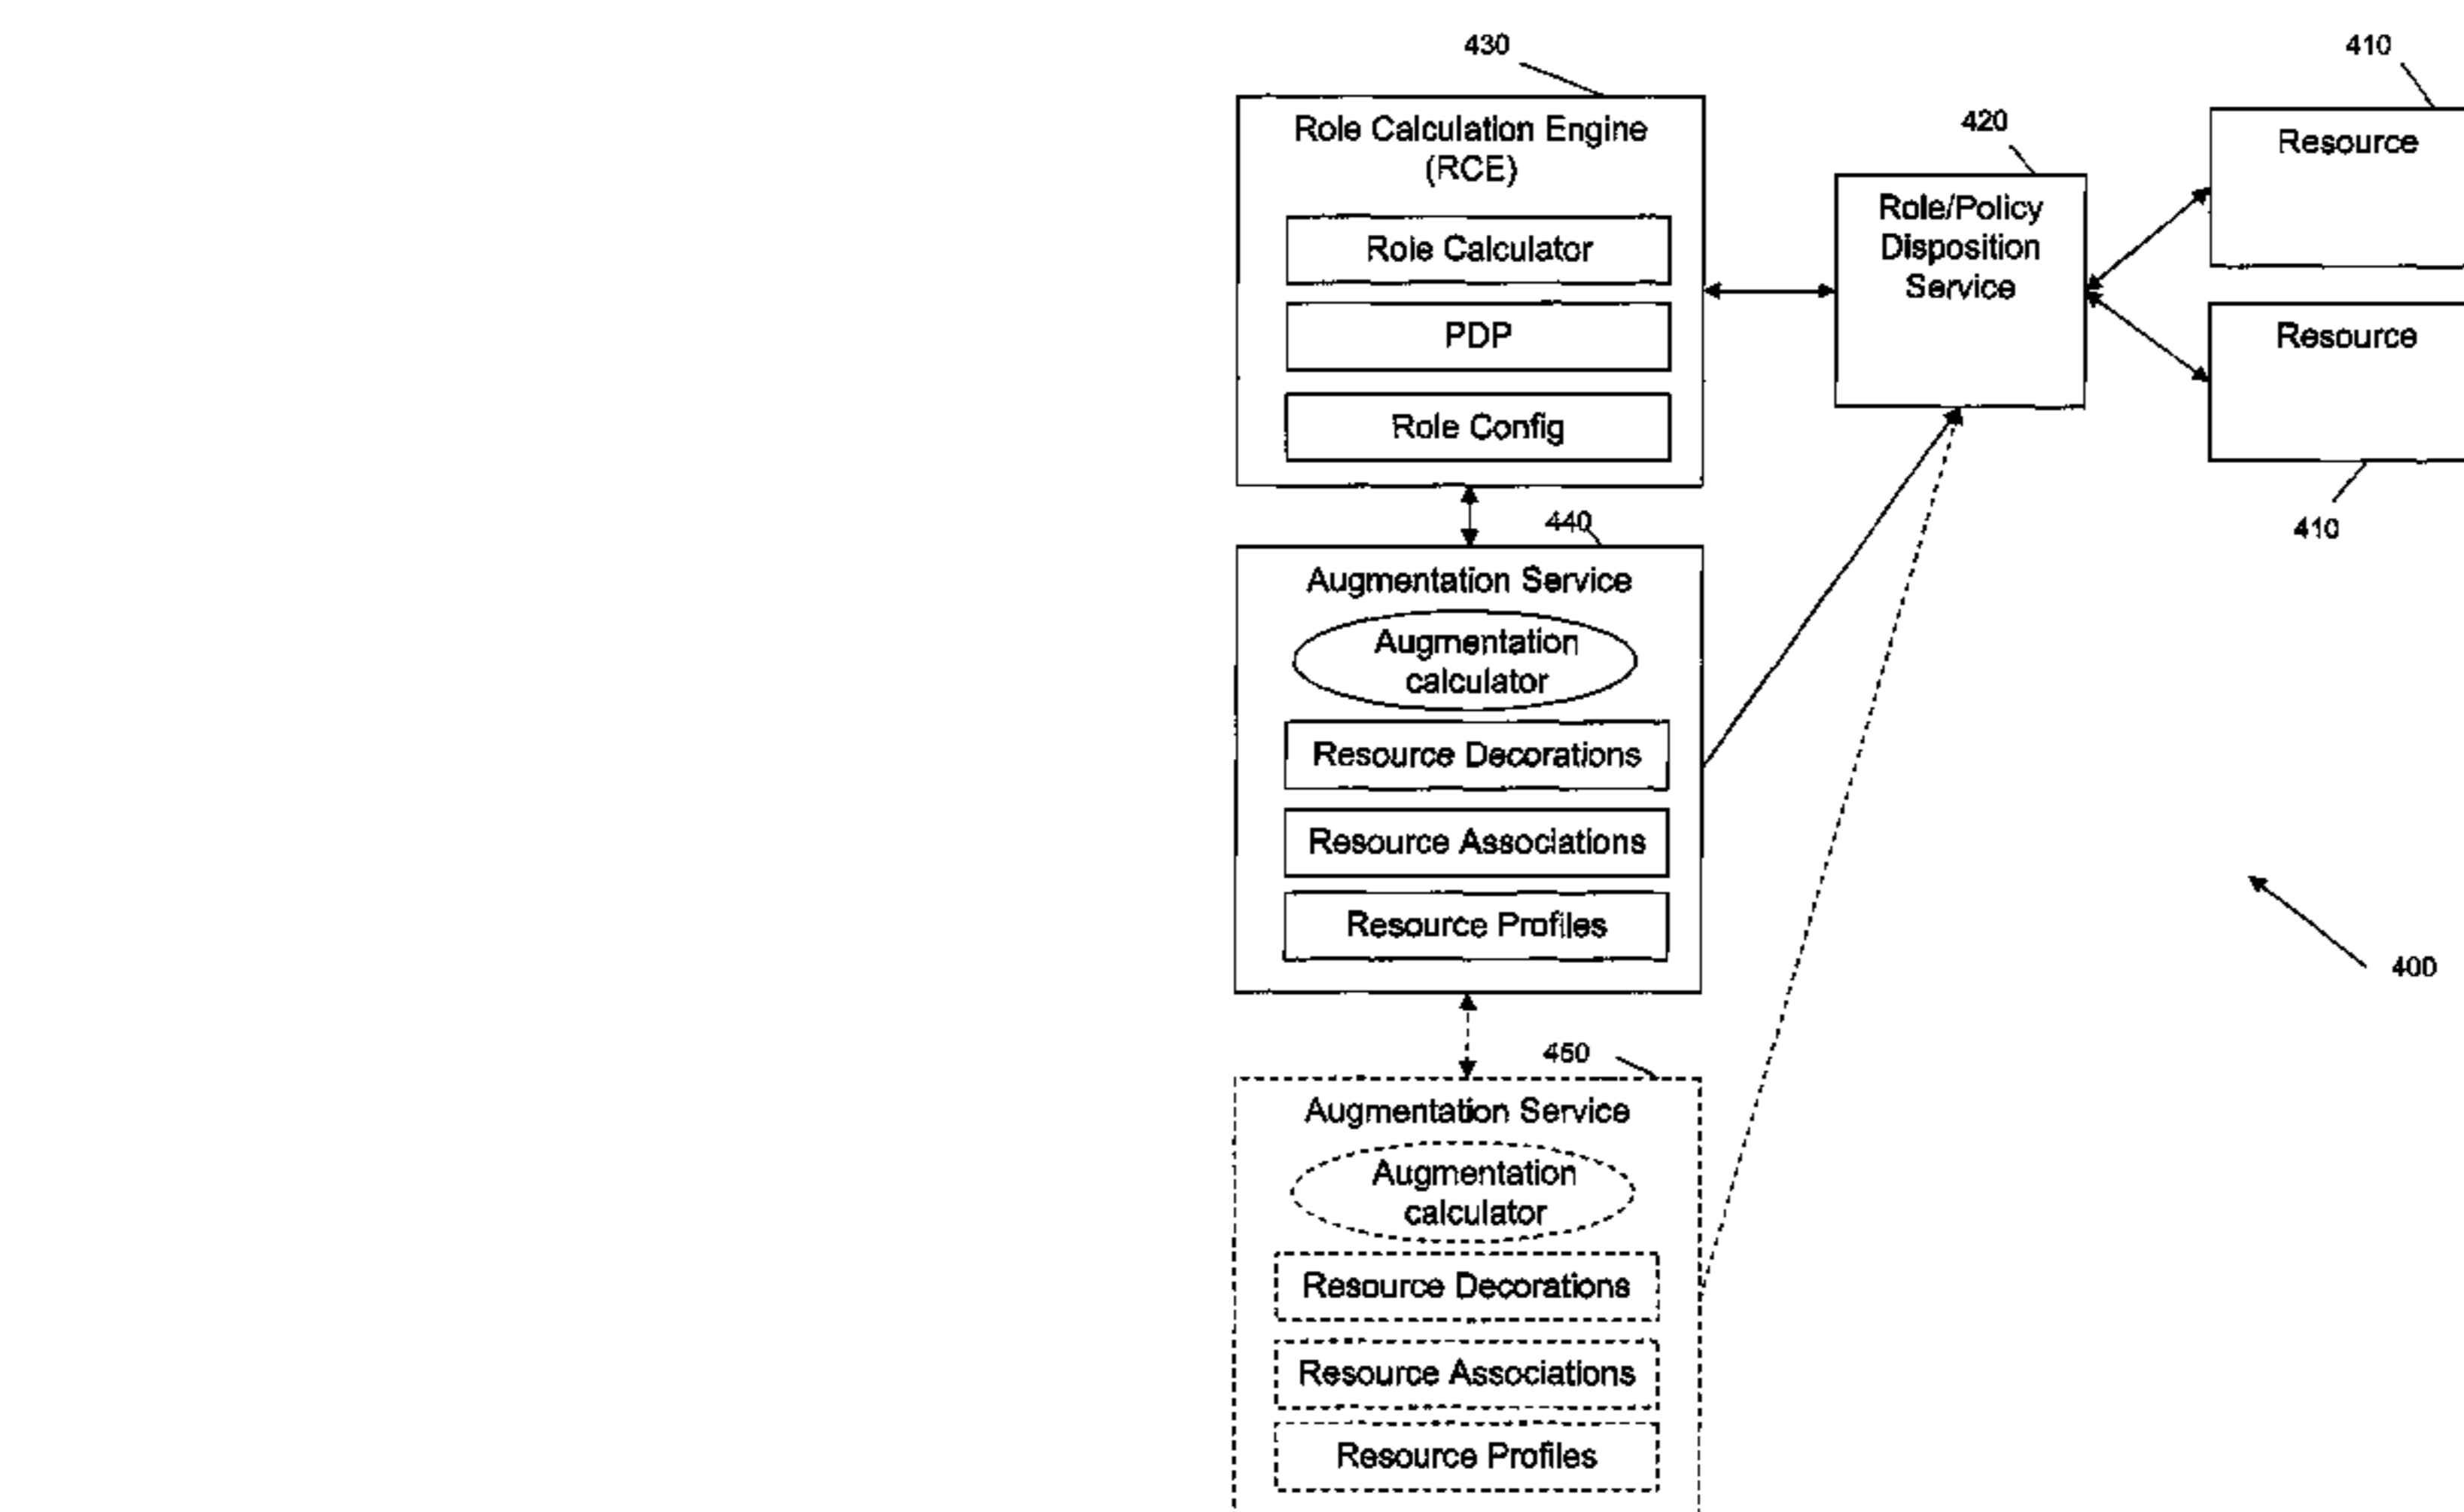 430
Role Calculation Engine
(RCE)
Role Calculator
PDP
Role Config
420
Role/Policy
Disposition
Service
410
Resource
Resource
410
440
Augmentation Service
Augmentation
calculator
Resource Decorations
Resource Associations
Resource Profiles
400
450
Augmentation Service
Augmentation
calculator
Resource Decorations
Resource Associations
Resource Profiles